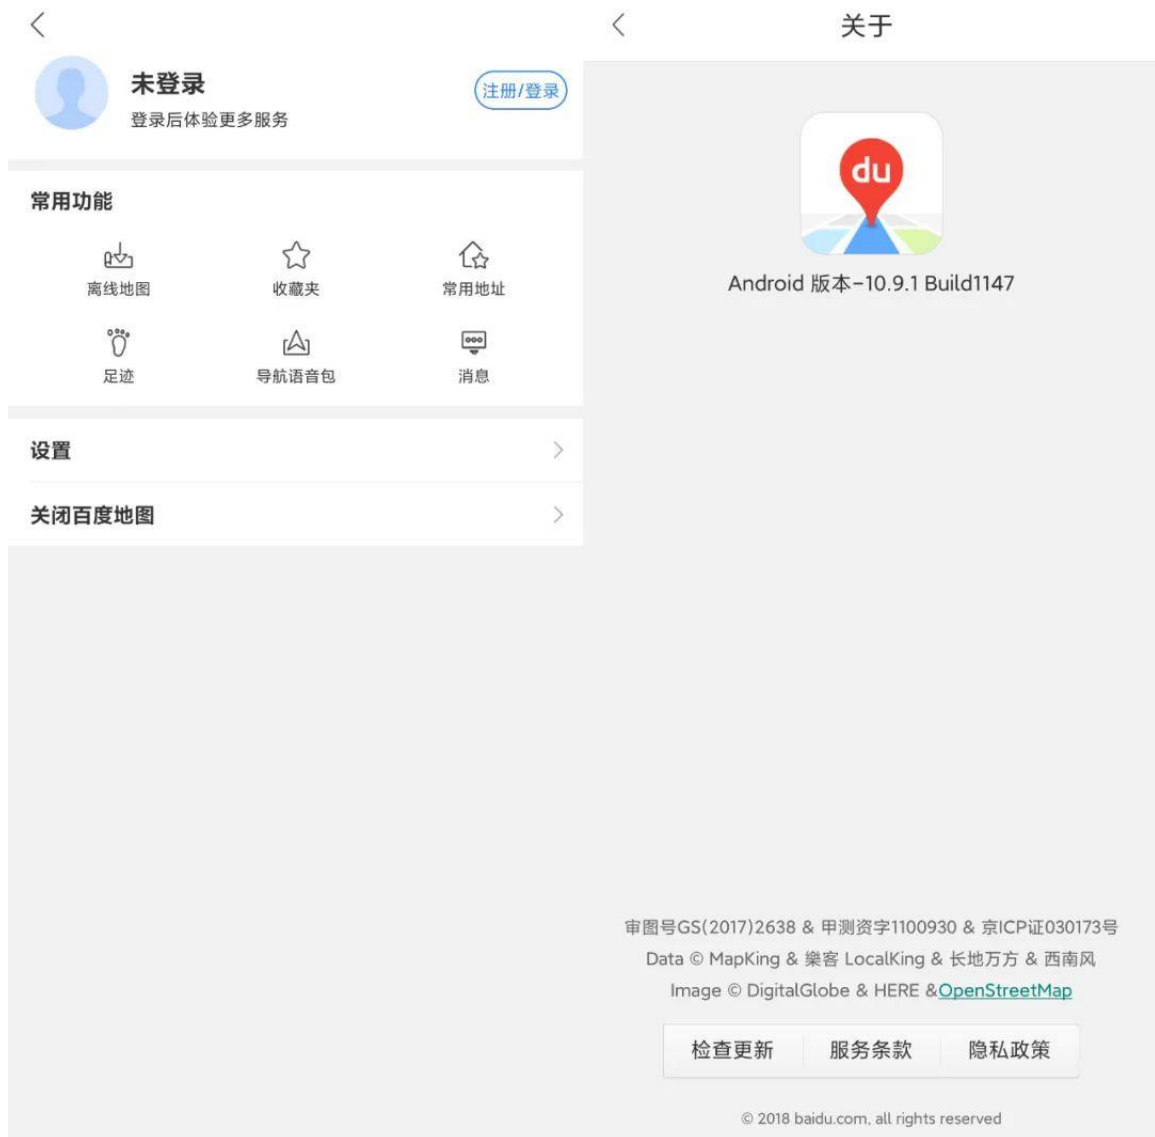 未登录
登录后体验更多服务
注册/登录
常用功能
离线地图
收藏夹
常用地址
足迹
导航语音包
消息
设置
关闭百度地图
关于
du
Android 版本-10.9.1 Build1147
审图号GS(2017)2638 & 甲测资字1100930 & 京ICP证030173号
Data © MapKing & 樂客 LocalKing & 长地万方 & 西南风
Image © DigitalGlobe & HERE &OpenStreetMap
检查更新
服务条款
隐私政策
© 2018 baidu.com, all rights reserved